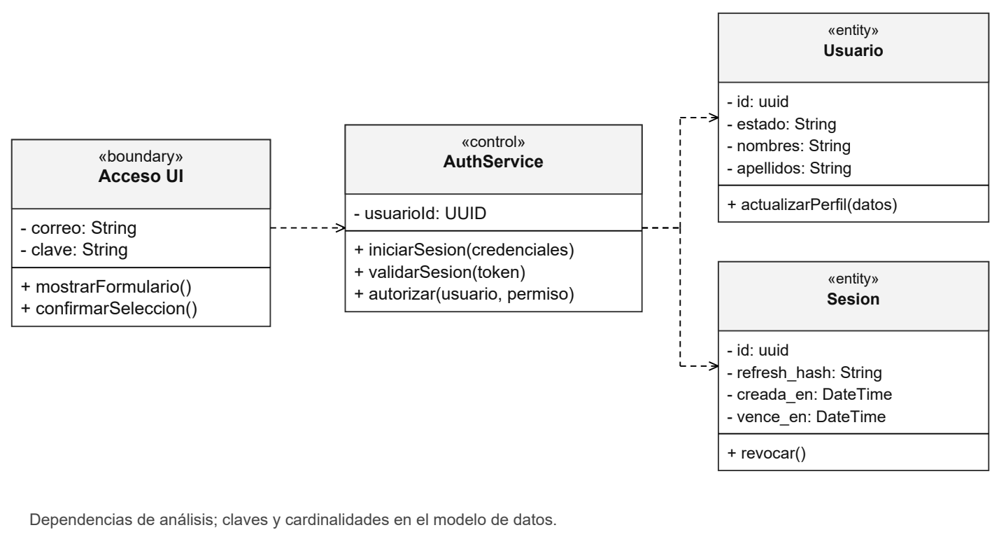 «boundary»
Acceso UI
- correo: String
- clave: String
+ mostrarFormulario()
+ confirmarSeleccion()
«control»
AuthService
- usuarioId: UUID
+ iniciarSesion(credenciales)
+ validarSesion(token)
+ autorizar(usuario, permiso)
«entity»
Usuario
- id: uuid
- estado: String
- nombres: String
- apellidos: String
+ actualizarPerfil(datos)
«entity»
Sesion
- id: uuid
- refresh_hash: String
- creada_en: DateTime
- vence_en: DateTime
+ revocar()
Dependencias de análisis; claves y cardinalidades en el modelo de datos.